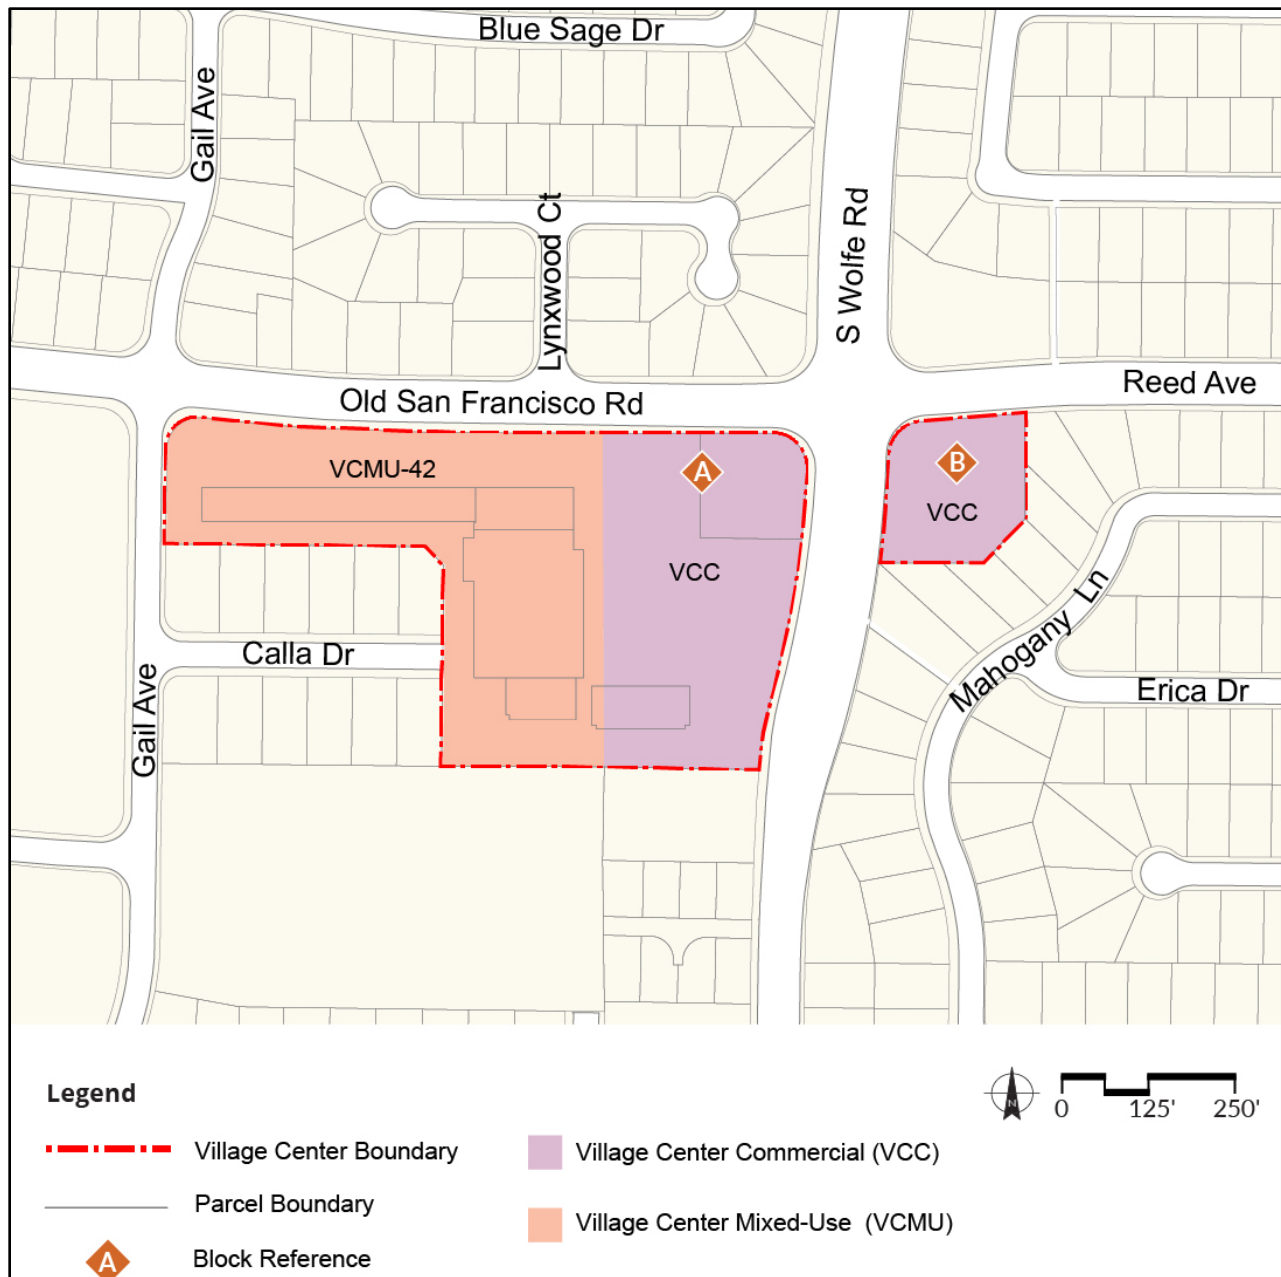 Blue Sage Dr
Gail Ave
Lynxwood Ct
S Wolfe Rd
Old San Francisco Rd
Reed Ave
VCMU-42
A
B
VCC
VCC
Calla Dr
Gail Ave
Mahogany Ln
Erica Dr
Legend
N
0 125' 250'
Village Center Boundary
Village Center Commercial (VCC)
Parcel Boundary
Village Center Mixed-Use (VCMU)
A
Block Reference